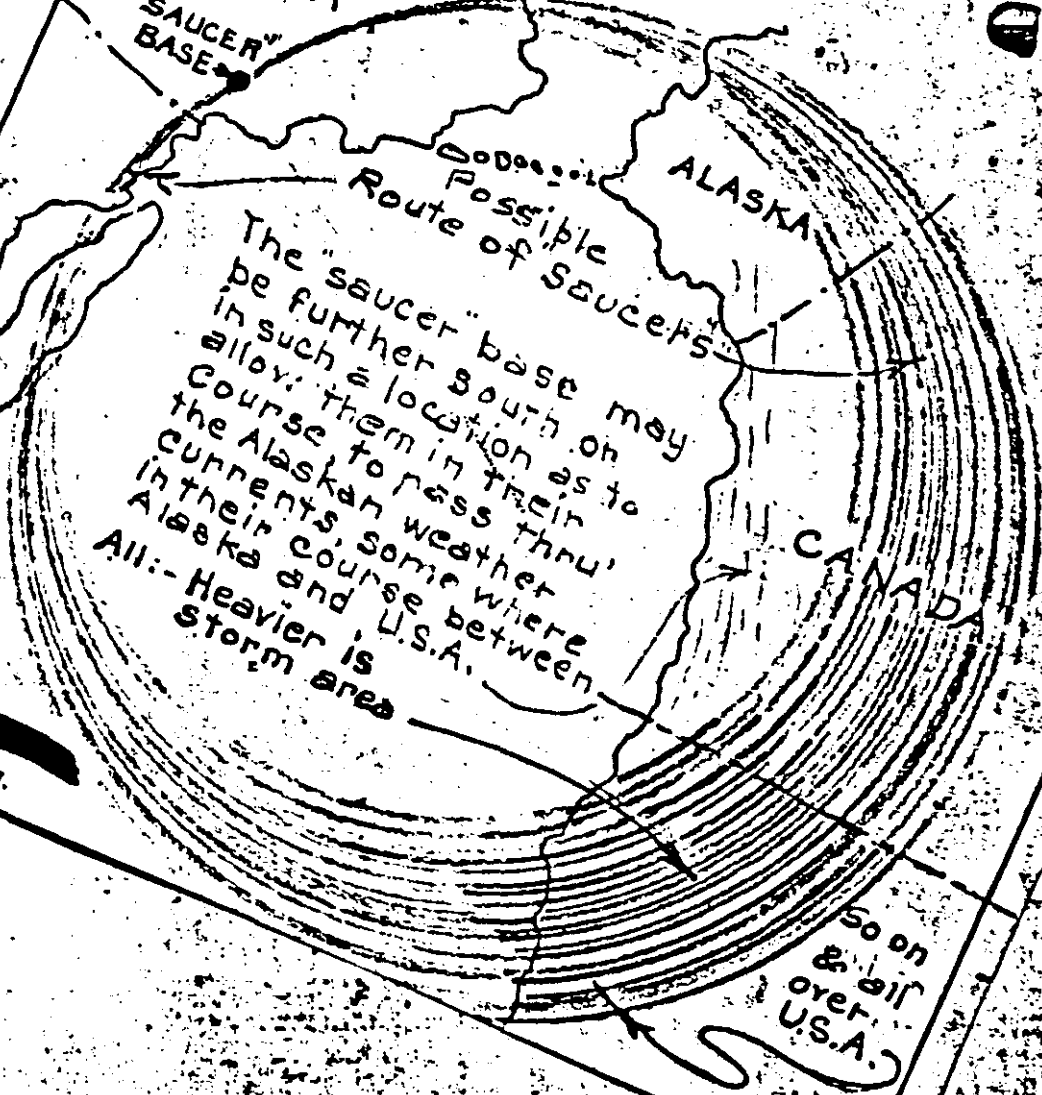 SAUCER"
BASE
ALASKA
Possible
Route of "Saucers"
The "saucer" base may
be further south on
in such a location as to
allow them in their
course, to pass thru'
the Alaskan weather
currents, some where
in their course between
Alaska and U.S.A.
All:- Heavier is
storm area
CANADA
So on
& all
over
U.S.A.